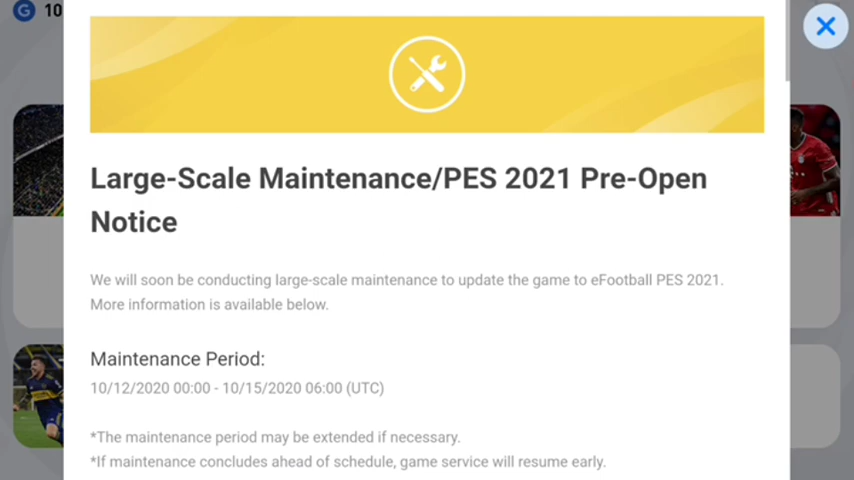 G 10
Large-Scale Maintenance/PES 2021 Pre-Open
Notice
We will soon be conducting large-scale maintenance to update the game to eFootball PES 2021.
More information is available below.
Maintenance Period:
10/12/2020 00:00 - 10/15/2020 06:00 (UTC)
*The maintenance period may be extended if necessary.
*If maintenance concludes ahead of schedule, game service will resume early.